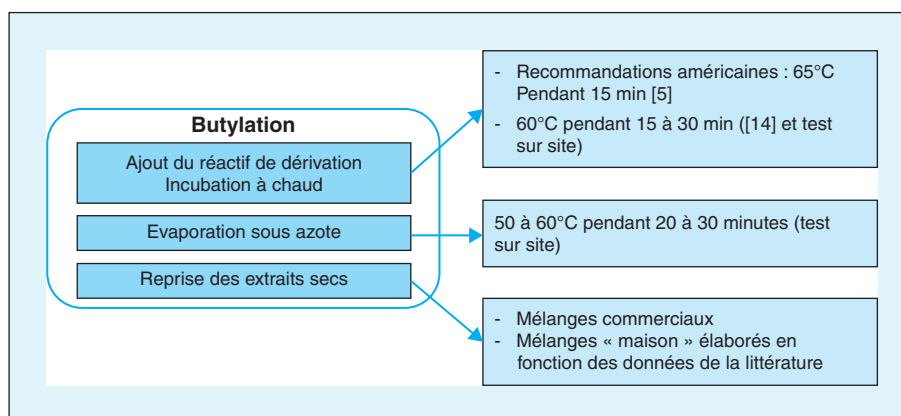 Butylation
Ajout du réactif de dérivation
Incubation à chaud
Evaporation sous azote
Reprise des extraits secs
- Recommandations américaines : 65°C
Pendant 15 min [5]
- 60°C pendant 15 à 30 min ([14] et test
sur site)
50 à 60°C pendant 20 à 30 minutes (test
sur site)
- Mélanges commerciaux
- Mélanges « maison » élaborés en
fonction des données de la littérature